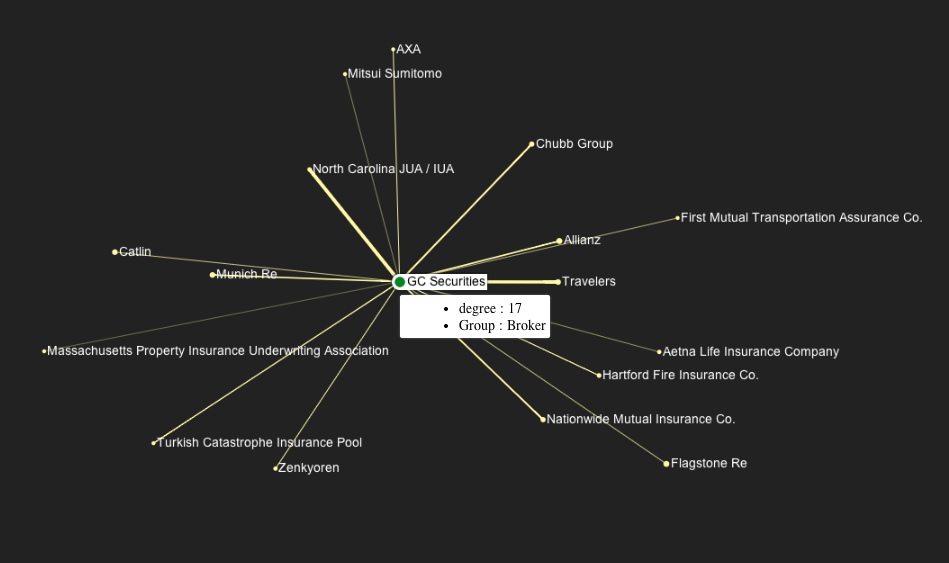 AXA
Mitsui Sumitomo
Chubb Group
North Carolina JUA / IUA
First Mutual Transportation Assurance Co.
Allianz
Catlin
Munich Re
GC Securities
Travelers
degree : 17
Group : Broker
Massachusetts Property Insurance Underwriting Association
Aetna Life Insurance Company
Hartford Fire Insurance Co.
Nationwide Mutual Insurance Co.
Turkish Catastrophe Insurance Pool
Flagstone Re
Zenkyoren